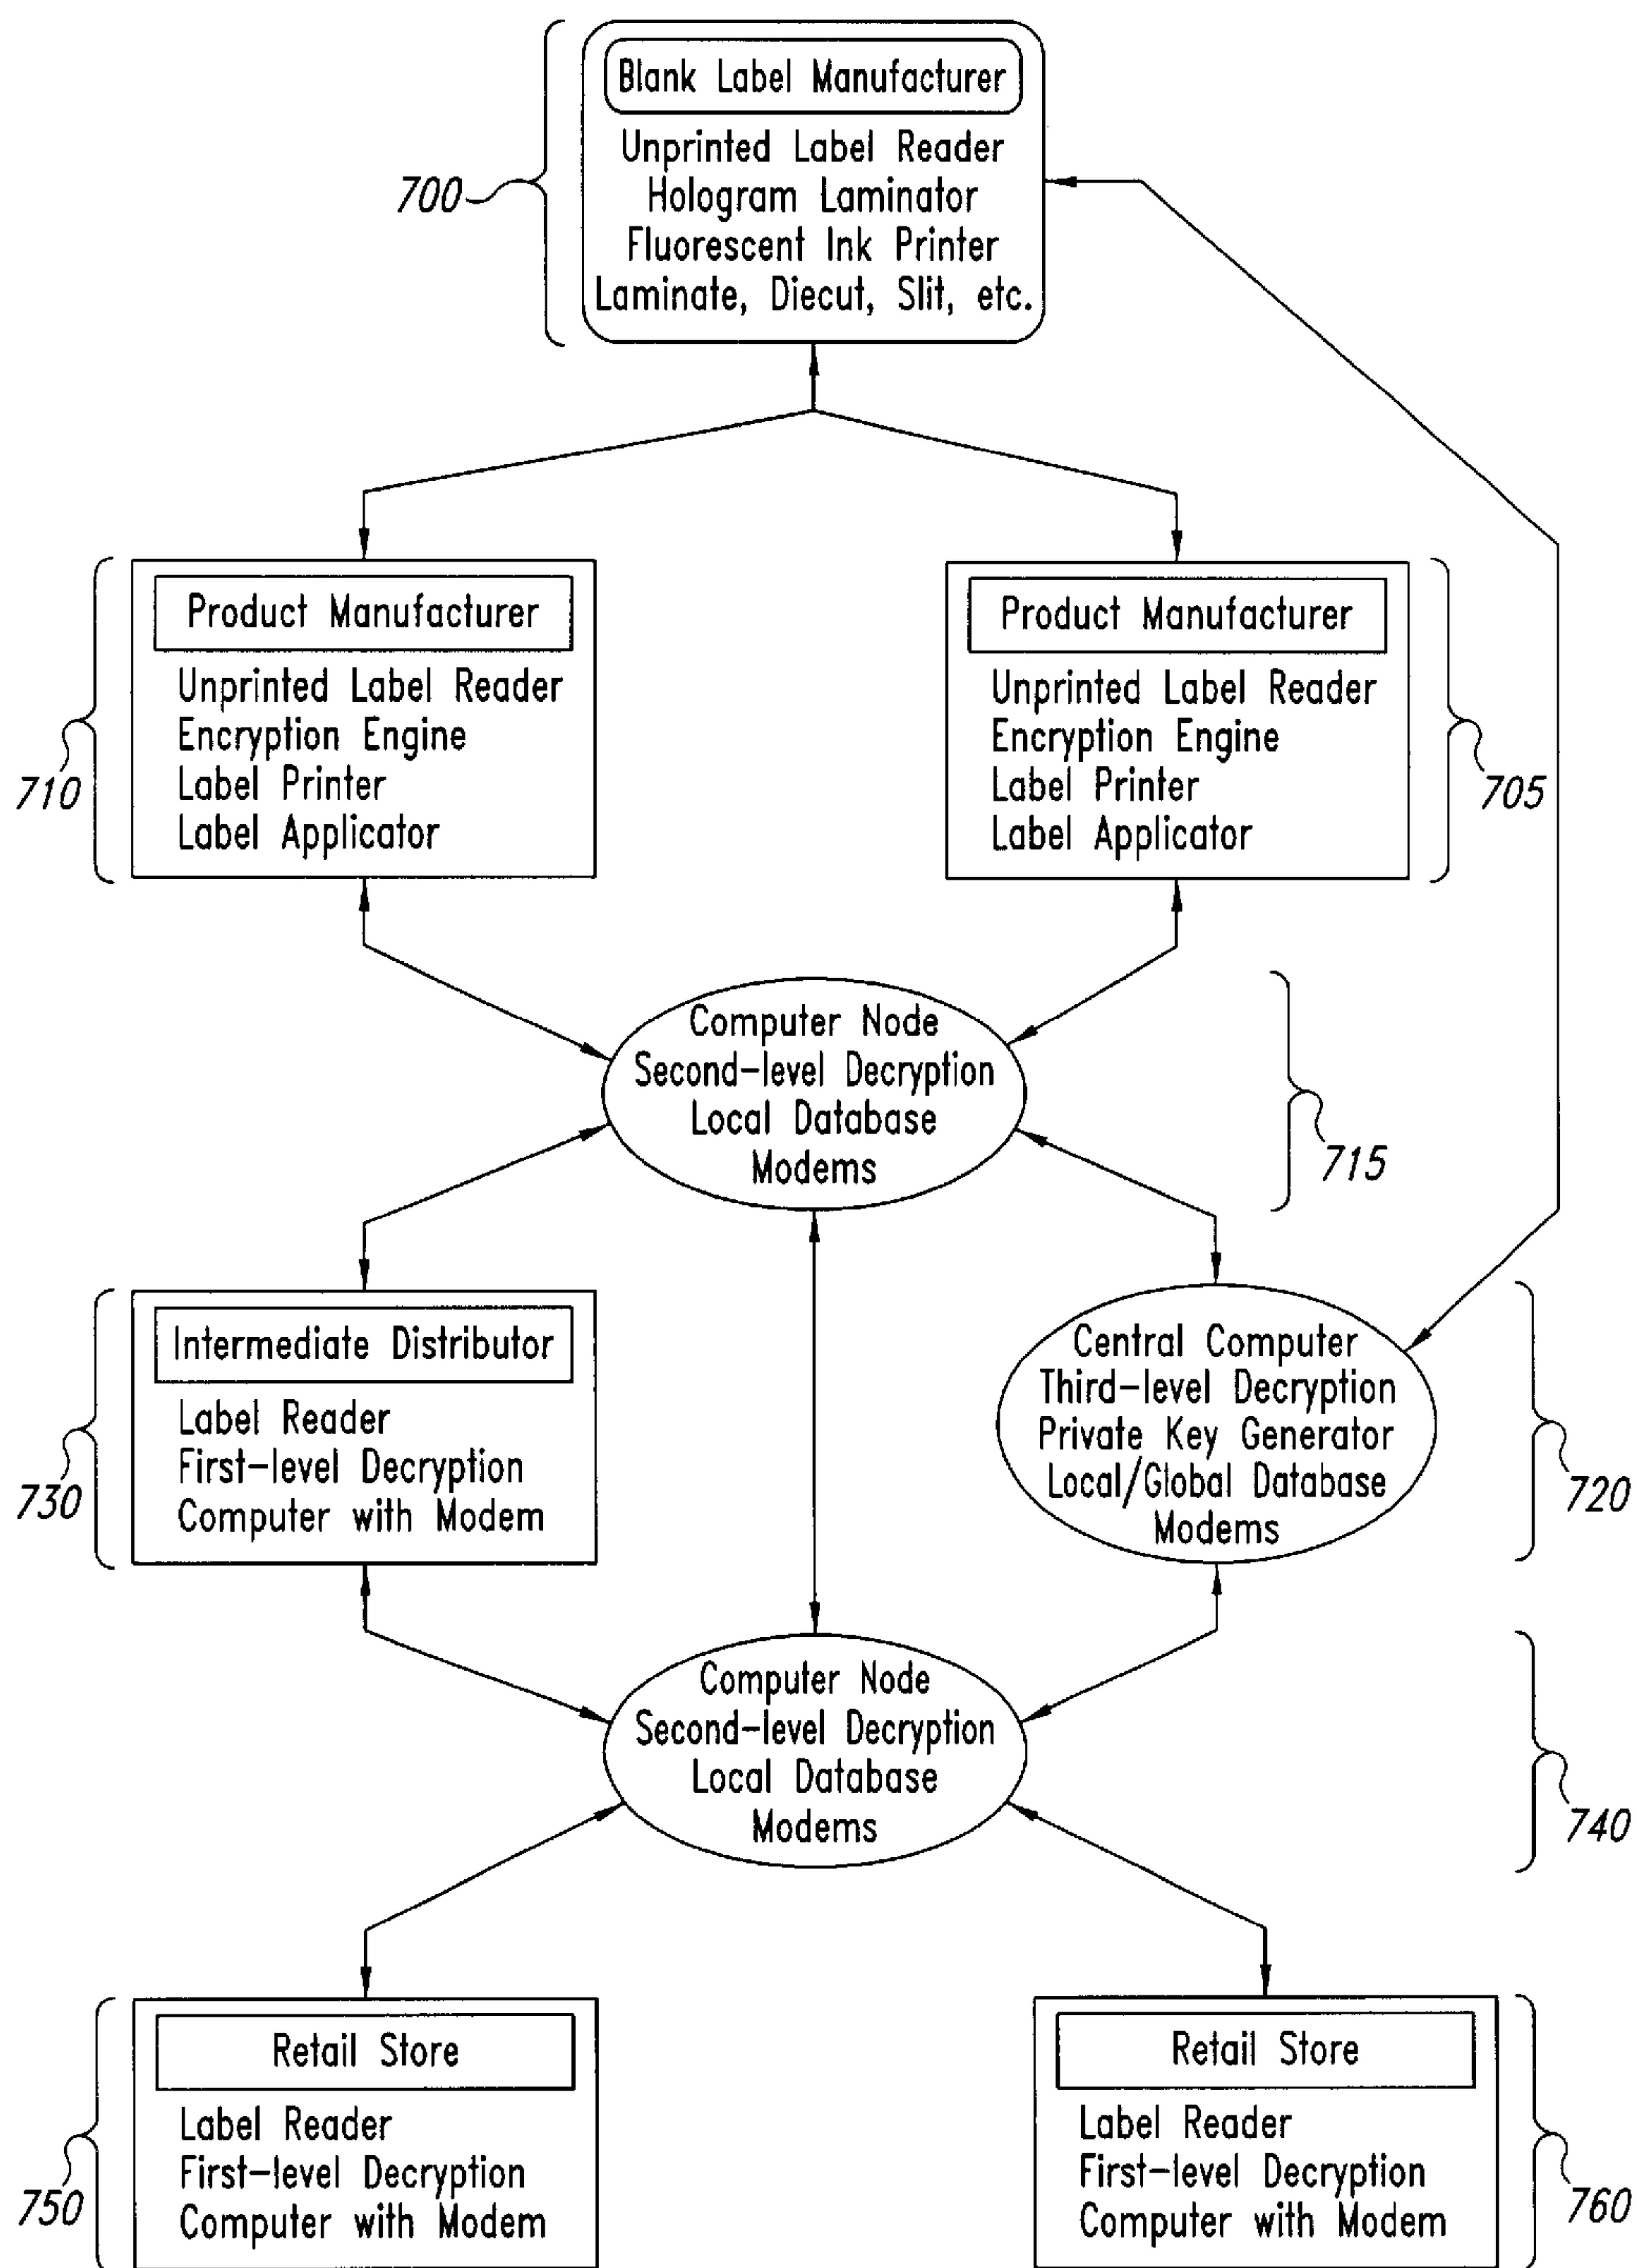 Blank Label Manufacturer
Unprinted Label Reader
Hologram Laminator
Fluorescent Ink Printer
Laminate, Diecut, Slit, etc.
700
Product Manufacturer
Unprinted Label Reader
Encryption Engine
Label Printer
Label Applicator
710
Product Manufacturer
Unprinted Label Reader
Encryption Engine
Label Printer
Label Applicator
705
Computer Node
Second-level Decryption
Local Database
Modems
715
Intermediate Distributor
Label Reader
First-level Decryption
Computer with Modem
730
Central Computer
Third-level Decryption
Private Key Generator
Local/Global Database
Modems
720
Computer Node
Second-level Decryption
Local Database
Modems
740
Retail Store
Label Reader
First-level Decryption
Computer with Modem
750
Retail Store
Label Reader
First-level Decryption
Computer with Modem
760